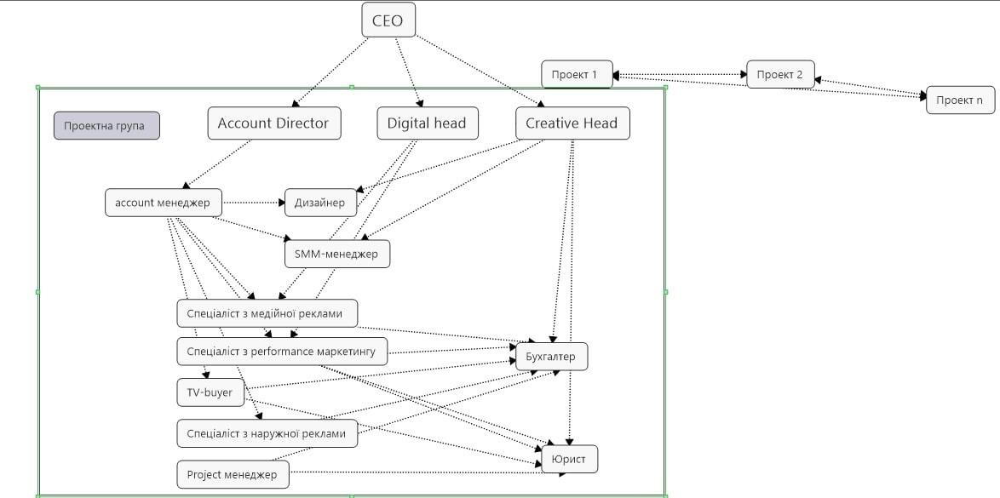 CEO
Проект 1
Проект 2
Проект n
Проектна група
Account Director
Digital head
Creative Head
account менеджер
Дизайнер
SMM-менеджер
Спеціаліст з медійної реклами
Спеціаліст з performance маркетингу
Бухгалтер
TV-buyer
Спеціаліст з наружної реклами
Юрист
Project менеджер